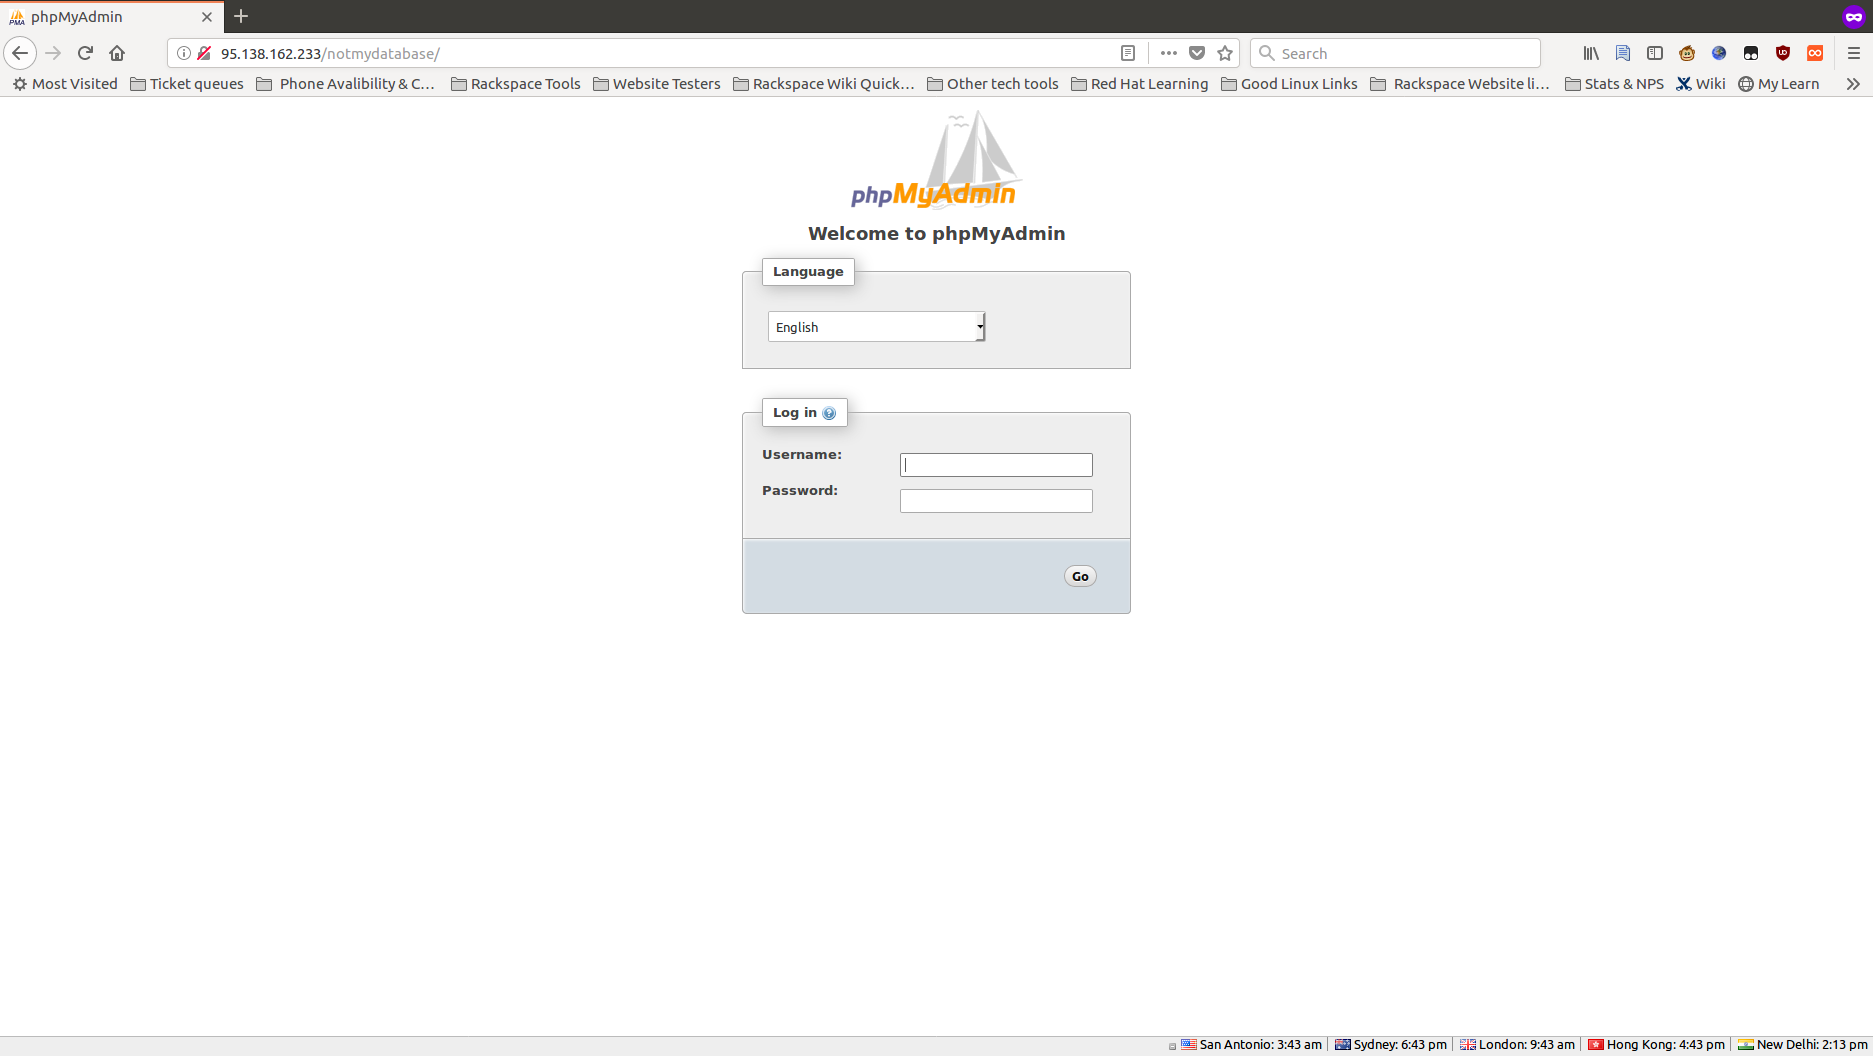 PMA phpMyAdmin
95.138.162.233/notmydatabase/
Search
Most Visited Ticket queues Phone Avalibility & C... Rackspace Tools Website Testers Rackspace Wiki Quick... Other tech tools Red Hat Learning Good Linux Links Rackspace Website li... Stats & NPS Wiki My Learn
phpMyAdmin
Welcome to phpMyAdmin
Language
English
Log in
Username:
Password:
Go
San Antonio: 3:43 am Sydney: 6:43 pm London: 9:43 am Hong Kong: 4:43 pm New Delhi: 2:13 pm